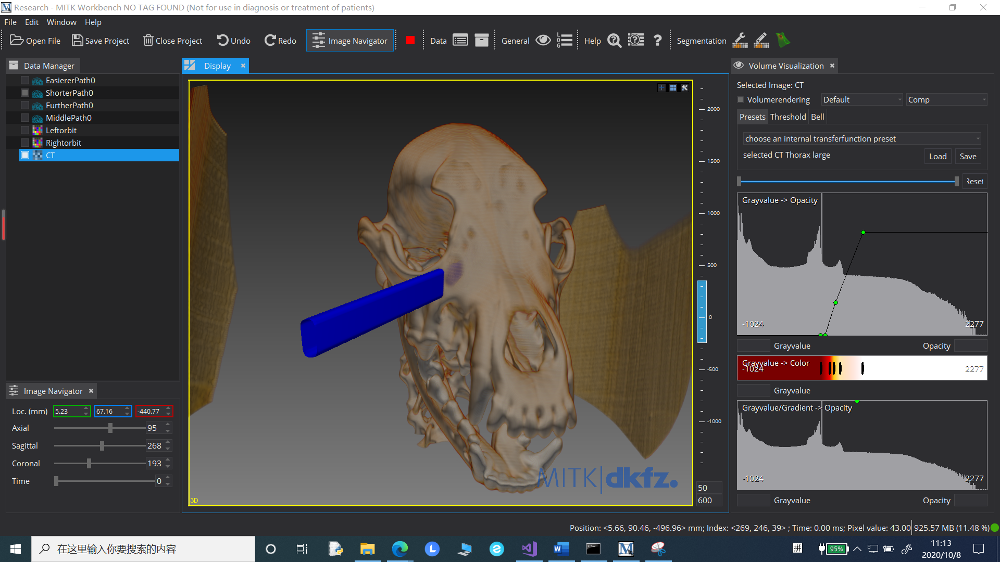 Research - MITK Workbench NO TAG FOUND (Not for use in diagnosis or treatment of patients)
File Edit Window Help
Open File Save Project Close Project Undo Redo Image Navigator Data General LOG Help Segmentation
Data Manager
EasiererPath0
ShorterPath0
FurtherPath0
MiddlePath0
Leftorbit
Rightorbit
CT
Image Navigator
Loc. (mm) 5.23 67.16 -440.77
Axial 95
Sagittal 268
Coronal 193
Time 0
Display
2000
1500
1000
500
0
-500
-1000
50
600
3D
MITK|dkfz.
Volume Visualization
Selected Image: CT
Volumerendering Default Comp
Presets Threshold Bell
choose an internal transferfunction preset
selected CT Thorax large Load Save
Reset
Grayvalue -> Opacity
-1024 2277
Grayvalue Opacity
Grayvalue -> Color
-1024 2277
Grayvalue
Grayvalue/Gradient -> Opacity
-1024 2277
Grayvalue Opacity
Position: <5.66, 90.46, -496.96> mm; Index: <269, 246, 39> ; Time: 0.00 ms; Pixel value: 43.00 925.57 MB (11.48 %)
在这里输入你要搜索的内容
拼 95% 11:13
2020/10/8